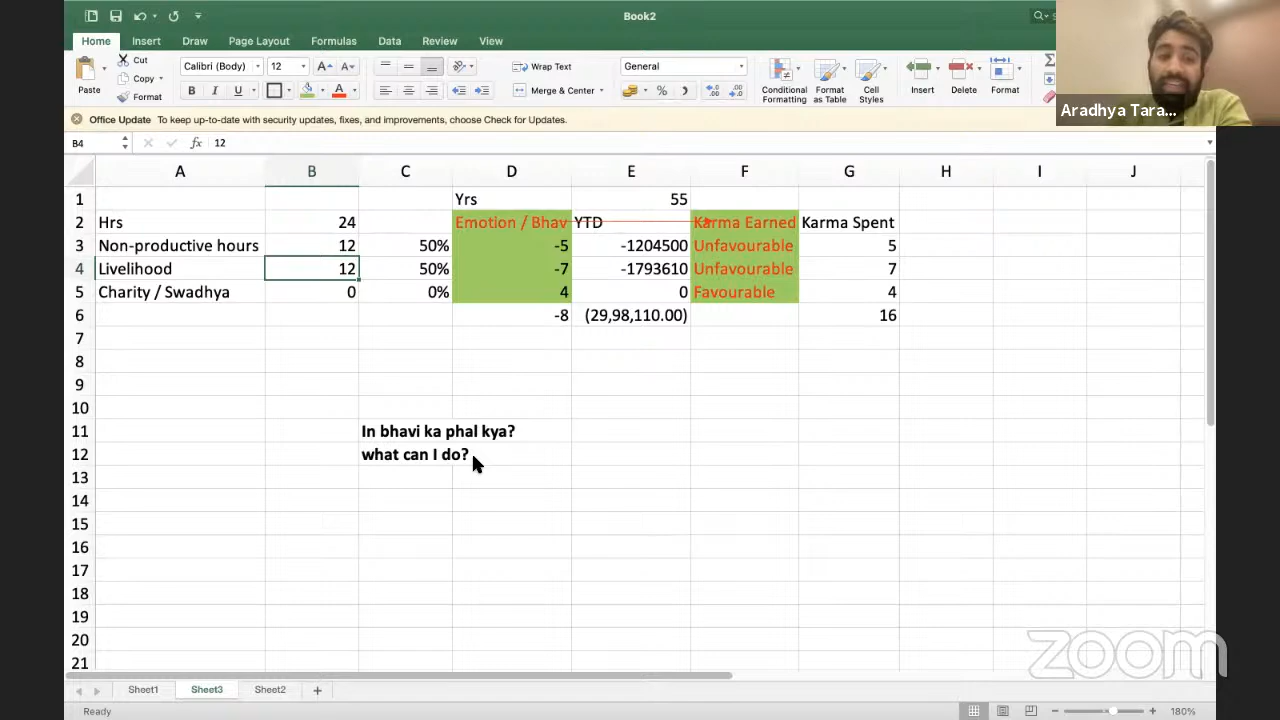 Book2
Home Insert Draw Page Layout Formulas Data Review View
Cut
Copy
Format
Paste
Calibri (Body) 12
B I U
Wrap Text
Merge & Center
General
Conditional Formatting
Format as Table
Cell Styles
Insert Delete Format
Aradhya Tara...
Office Update To keep up-to-date with security updates, fixes, and improvements, choose Check for Updates.
B4 fx 12
A B C D E F G H I J
1 Yrs 55
2 Hrs 24 Emotion / Bhav YTD Karma Earned Karma Spent
3 Non-productive hours 12 50% -5 -1204500 Unfavourable 5
4 Livelihood 12 50% -7 -1793610 Unfavourable 7
5 Charity / Swadhya 0 0% 4 0 Favourable 4
6 -8 (29,98,110.00) 16
7
8
9
10
11 In bhavi ka phal kya?
12 what can I do?
13
14
15
16
17
18
19
20
21
zoom
Sheet1 Sheet3 Sheet2 +
Ready 180%